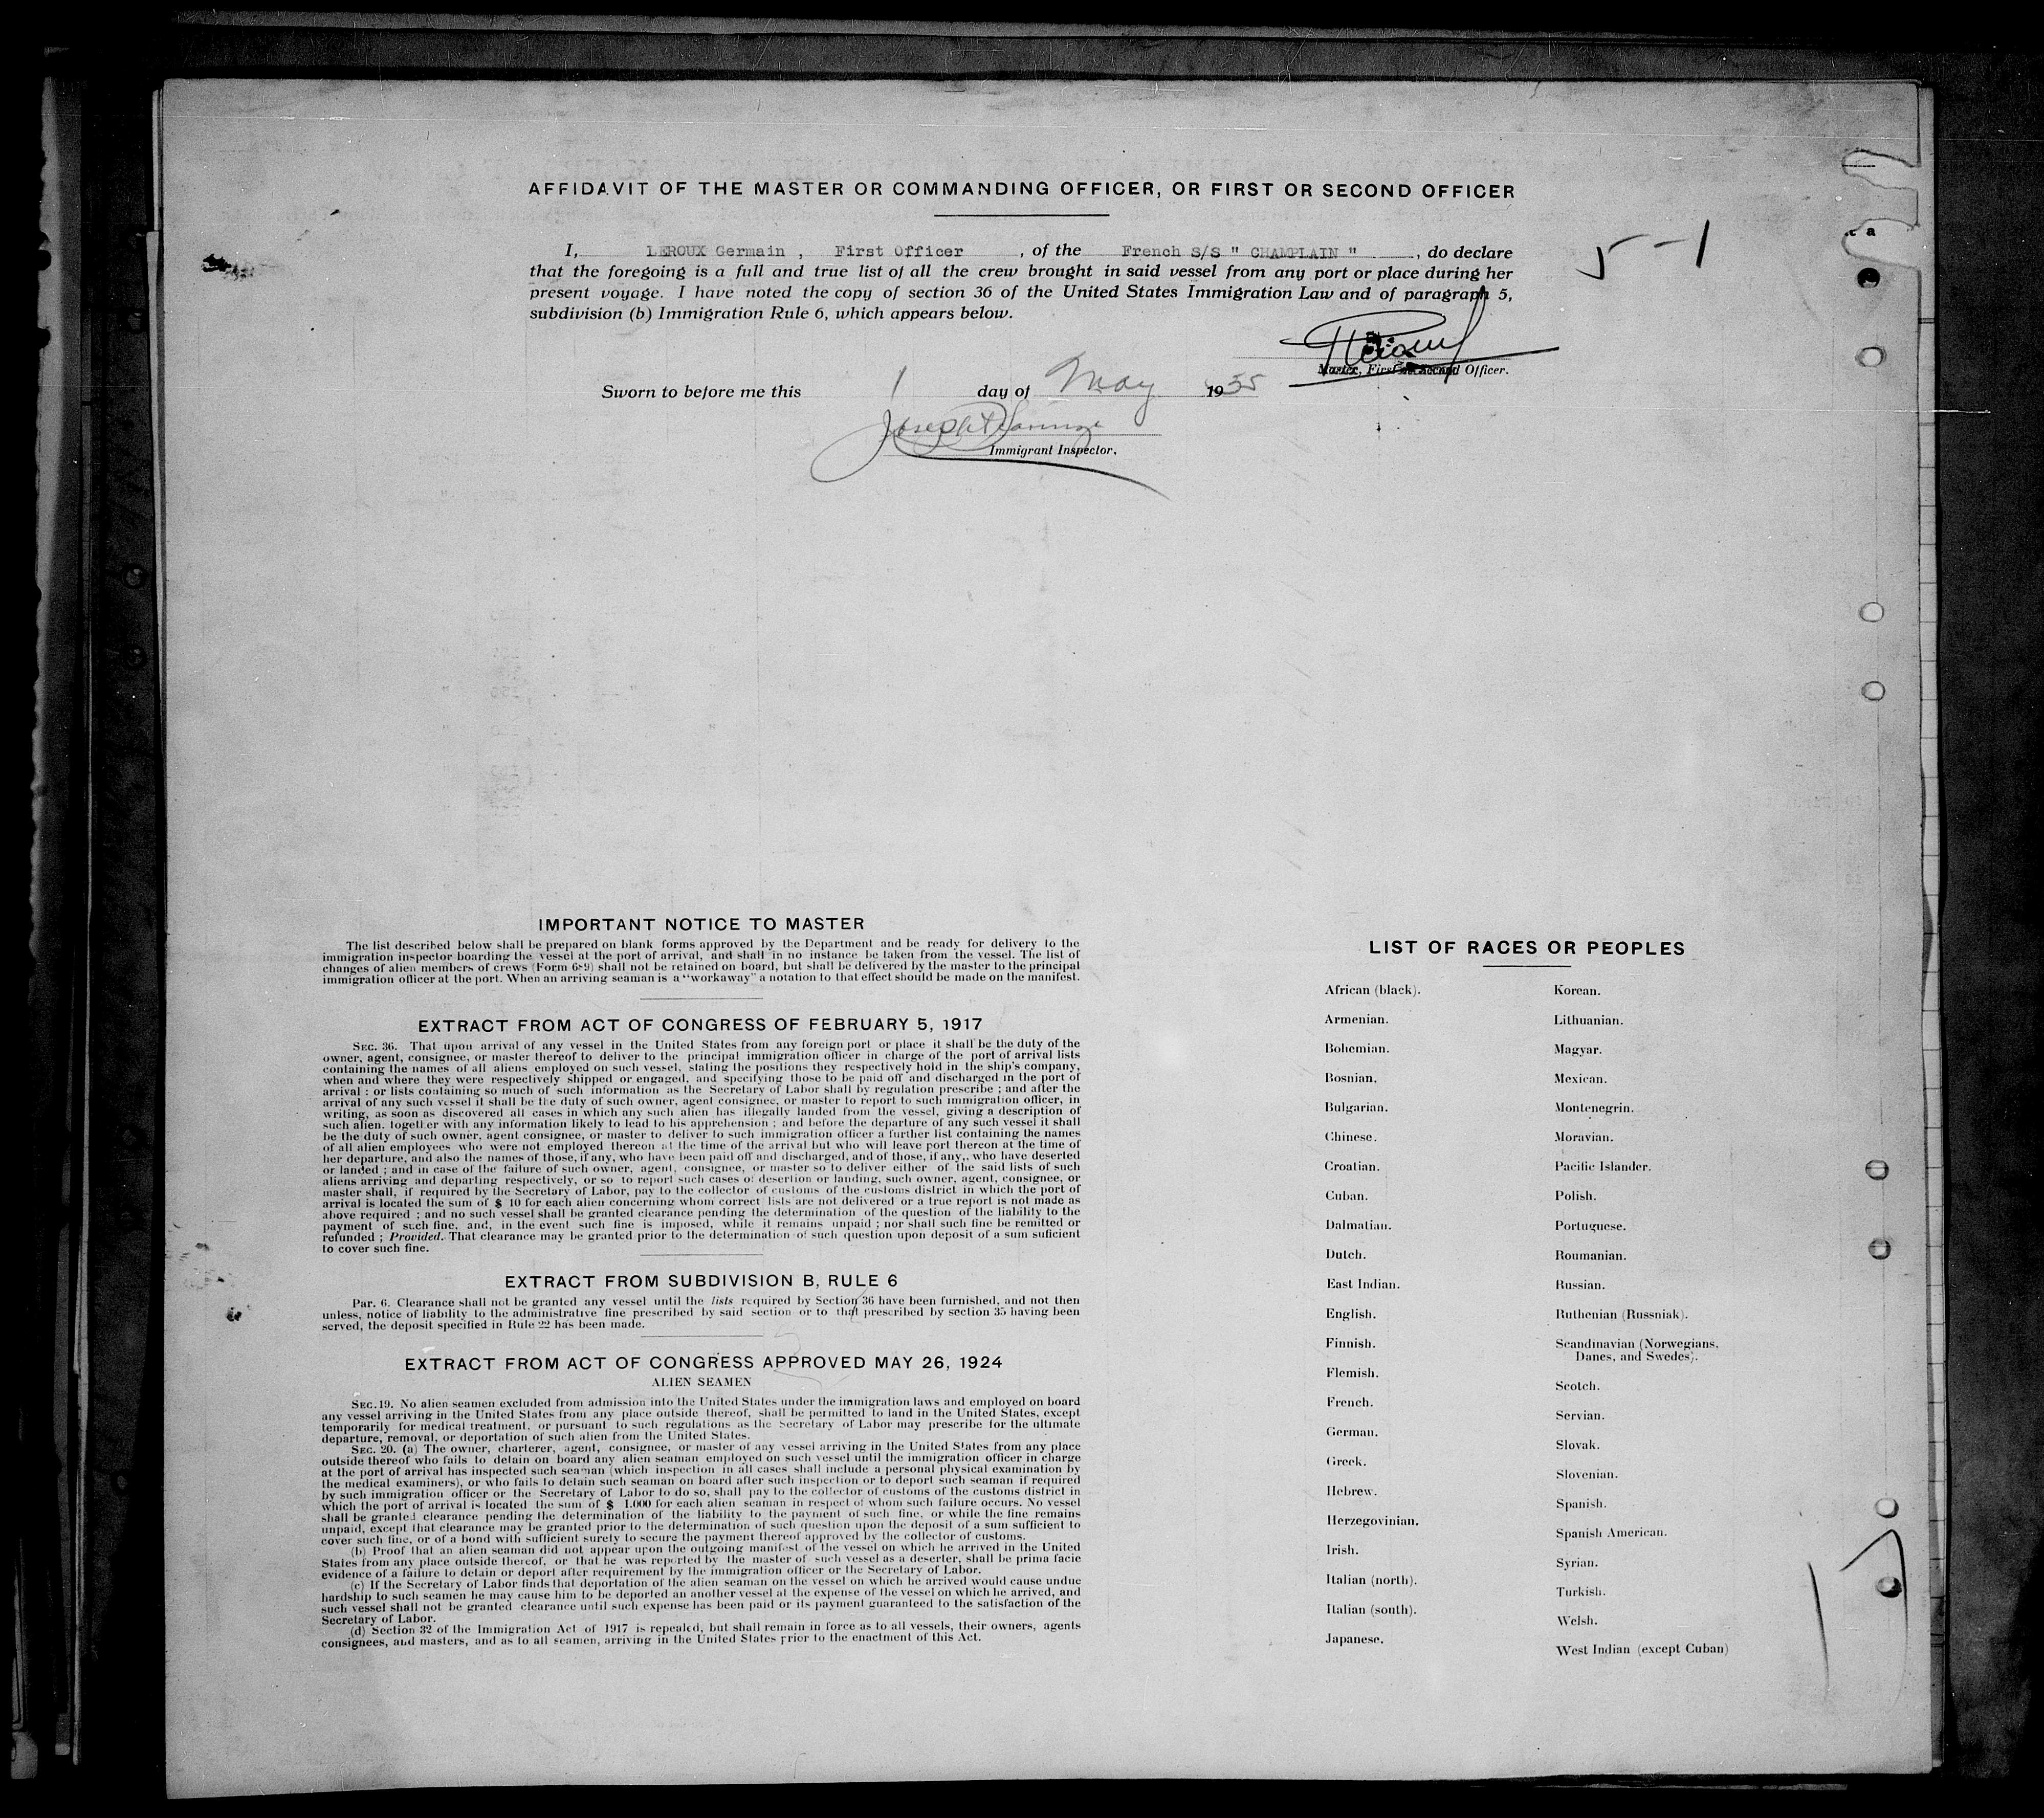 AFFIDAVIT OF THE MASTER OR COMMANDING OFFICER, OR FIRST OR SECOND OFFICER
I, LEROUX Germain , First Officer , of the French S/S " CHAMPLAIN " , do declare
that the foregoing is a full and true list of all the crew brought in said vessel from any port or place during her
present voyage. I have noted the copy of section 36 of the United States Immigration Law and of paragraph 5,
subdivision (b) Immigration Rule 6, which appears below.
5-1
Master, First or Second Officer.
Sworn to before me this 1 day of May 1935
Joseph
Immigrant Inspector.
IMPORTANT NOTICE TO MASTER
The list described below shall be prepared on blank forms approved by the Department and be ready for delivery to the
immigration inspector boarding the vessel at the port of arrival, and shall in no instance be taken from the vessel. The list of
changes of alien members of crews (Form 689) shall not be retained on board, but shall be delivered by the master to the principal
immigration officer at the port. When an arriving seaman is a "workaway" a notation to that effect should be made on the manifest.
EXTRACT FROM ACT OF CONGRESS OF FEBRUARY 5, 1917
SEC. 36. That upon arrival of any vessel in the United States from any foreign port or place it shall be the duty of the
owner, agent, consignee, or master thereof to deliver to the principal immigration officer in charge of the port of arrival lists
containing the names of all aliens employed on such vessel, stating the positions they respectively hold in the ship's company,
when and where they were respectively shipped or engaged, and specifying those to be paid off and discharged in the port of
arrival : or lists containing so much of such information as the Secretary of Labor shall by regulation prescribe ; and after the
arrival of any such vessel it shall be the duty of such owner, agent consignee, or master to report to such immigration officer, in
writing, as soon as discovered all cases in which any such alien has illegally landed from the vessel, giving a description of
such alien. together with any information likely to lead to his apprehension ; and before the departure of any such vessel it shall
be the duty of such owner, agent consignee, or master to deliver to such immigration officer a further list containing the names
of all alien employees who were not employed thereon at the time of the arrival but who will leave port thereon at the time of
her departure, and also the names of those, if any, who have been paid off and discharged, and of those, if any,, who have deserted
or landed ; and in case of the failure of such owner, agent, consignee, or master so to deliver either of the said lists of such
aliens arriving and departing respectively, or so to report such cases of desertion or landing, such owner, agent, consignee, or
master shall, if required by the Secretary of Labor, pay to the collector of customs of the customs district in which the port of
arrival is located the sum of $ 10 for each alien concerning whom correct lists are not delivered or a true report is not made as
above required ; and no such vessel shall be granted clearance pending the determination of the question of the liability to the
payment of such fine, and, in the event such fine is imposed, while it remains unpaid ; nor shall such fine be remitted or
refunded ; Provided. That clearance may be granted prior to the determination of such question upon deposit of a sum suficient
to cover such fine.
EXTRACT FROM SUBDIVISION B, RULE 6
Par. 6. Clearance shall not be granted any vessel until the lists required by Section 36 have been furnished, and not then
unless, notice of liability to the administrative fine prescribed by said section or to that prescribed by section 35 having been
served, the deposit specified in Rule 22 has been made.
EXTRACT FROM ACT OF CONGRESS APPROVED MAY 26, 1924
ALIEN SEAMEN
SEC. 19. No alien seamen excluded from admission into the United States under the immigration laws and employed on board
any vessel arriving in the United States from any place outside thereof, shall be permitted to land in the United States, except
temporarily for medical treatment, or pursuant to such regulations as the Secretary of Labor may prescribe for the ultimate
departure, removal, or deportation of such alien from the United States.
SEC. 20. (a) The owner, charterer, agent, consignee, or master of any vessel arriving in the United States from any place
outside thereof who fails to detain on board any alien seaman employed on such vessel until the immigration officer in charge
at the port of arrival has inspected such seaman (which inspection in all cases shall include a personal physical examination by
the medical examiners), or who fails to detain such seaman on board after such inspection or to deport such seaman if required
by such immigration officer or the Secretary of Labor to do so, shall pay to the collector of customs of the customs district in
which the port of arrival is located the sum of $ 1.000 for each alien seaman in respect of whom such failure occurs. No vessel
shall be granted clearance pending the determination of the liability to the payment of such fine, or while the fine remains
unpaid, except that clearance may be granted prior to the determination of such question upon the deposit of a sum sufficient to
cover such fine, or of a bond with sufficient surety to secure the payment thereof approved by the collector of customs.
(b) Proof that an alien seaman did not appear upon the outgoing manifest of the vessel on which he arrived in the United
States from any place outside thereof, or that he was reported by the master of such vessel as a deserter, shall be prima facie
evidence of a failure to detain or deport after requirement by the immigration officer or the Secretary of Labor.
(c) If the Secretary of Labor finds that deportation of the alien seaman on the vessel on which he arrived would cause undue
hardship to such seamen he may cause him to be deported an another vessel at the expense of the vessel on which he arrived, and
such vessel shall not be granted clearance until such expense has been paid or its payment guaranteed to the satisfaction of the
Secretary of Labor.
(d) Section 32 of the Immigration Act of 1917 is repealed, but shall remain in force as to all vessels, their owners, agents
consignees, and masters, and as to all seamen, arriving in the United States prior to the enactment of this Act.
LIST OF RACES OR PEOPLES
African (black).
Armenian.
Bohemian.
Bosnian.
Bulgarian.
Chinese.
Croatian.
Cuban.
Dalmatian.
Dutch.
East Indian.
English.
Finnish.
Flemish.
French.
German.
Greek.
Hebrew.
Herzegovinian.
Irish.
Italian (north).
Italian (south).
Japanese.
Korean.
Lithuanian.
Magyar.
Mexican.
Montenegrin.
Moravian.
Pacific Islander.
Polish.
Portuguese.
Roumanian.
Russian.
Ruthenian (Russniak).
Scandinavian (Norwegians,
Danes, and Swedes).
Scotch.
Servian.
Slovak.
Slovenian.
Spanish.
Spanish American.
Syrian.
Turkish.
Welsh.
West Indian (except Cuban)